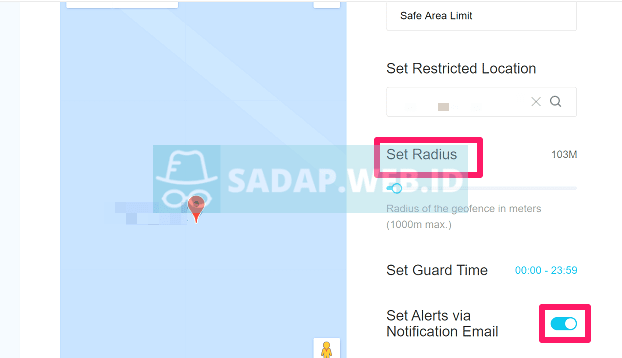 Safe Area Limit
Set Restricted Location
Set Radius
103M
SADAP.WEB.ID
Radius of the geofence in meters
(1000m max.)
Set Guard Time
00:00 - 23:59
Set Alerts via
Notification Email